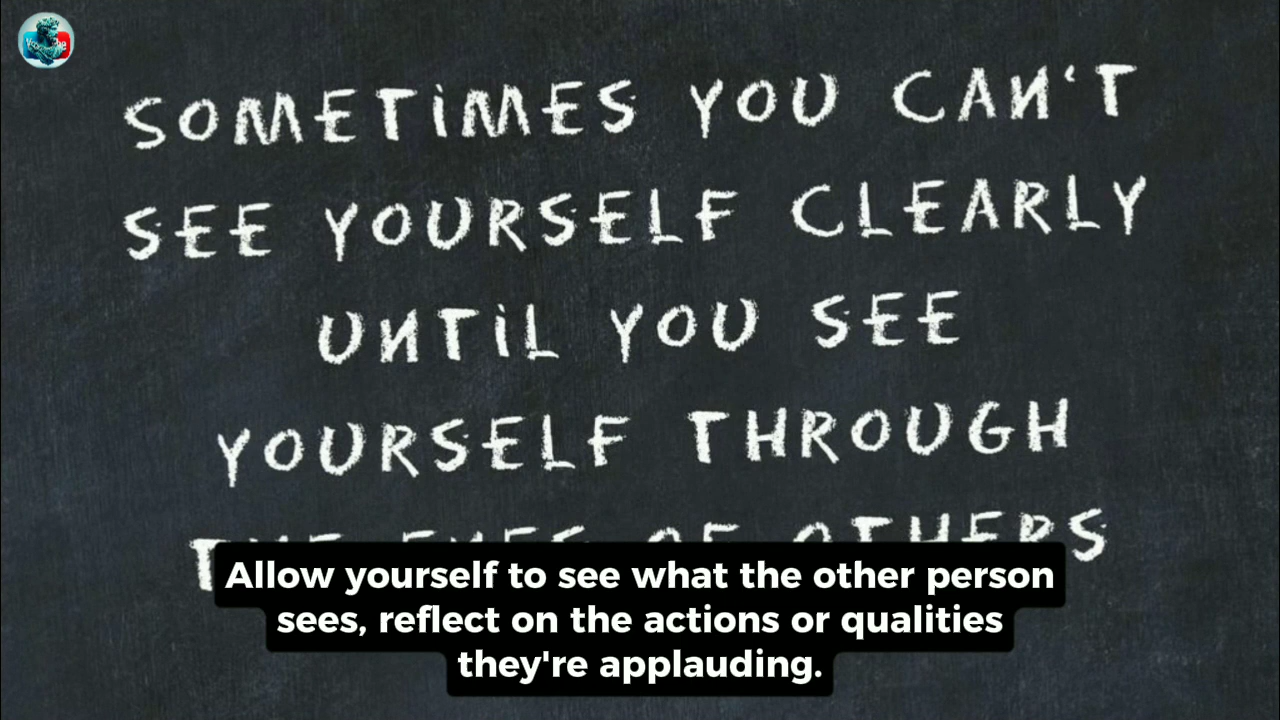 SOMETIMES YOU CAN'T
SEE YOURSELF CLEARLY
UNTIL YOU SEE
YOURSELF THROUGH
OTHERS
Allow yourself to see what the other person
sees, reflect on the actions or qualities
they're applauding.